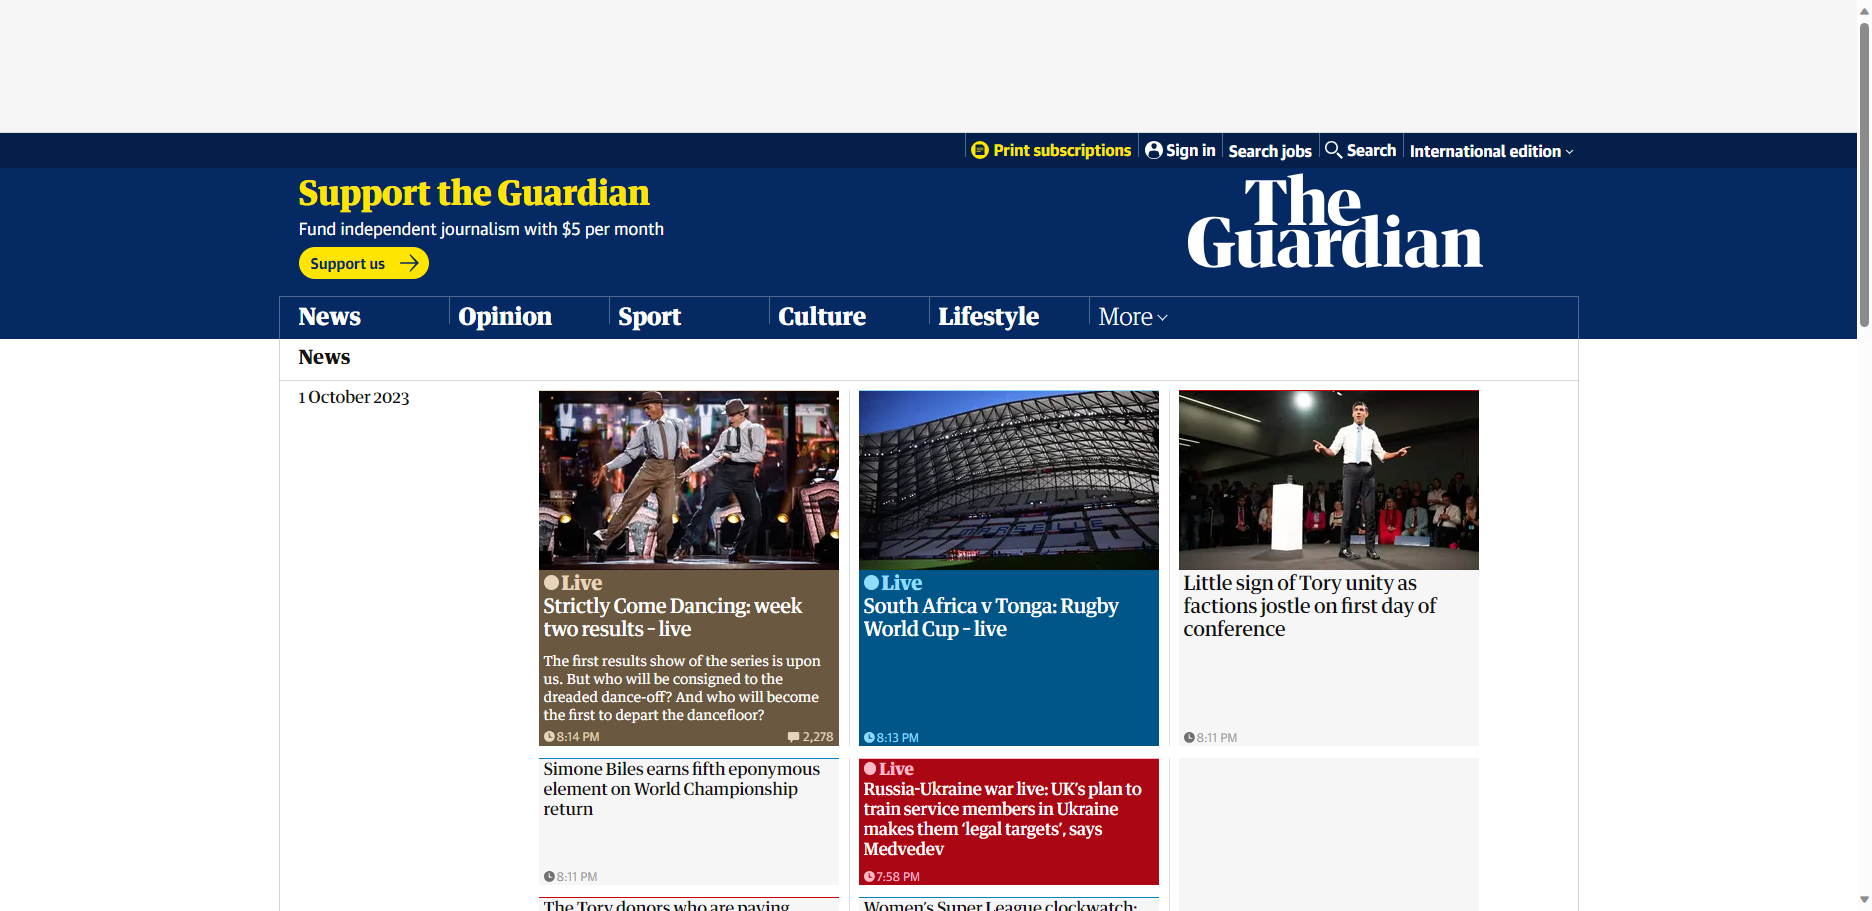 Print subscriptions
Sign in
Search jobs
Search
International edition
Support the Guardian
Fund independent journalism with $5 per month
Support us
The
Guardian
News
Opinion
Sport
Culture
Lifestyle
More
News
1 October 2023
Live
Strictly Come Dancing: week
two results – live
The first results show of the series is upon
us. But who will be consigned to the
dreaded dance-off? And who will become
the first to depart the dancefloor?
8:14 PM
2,278
MARSEILLE
Live
South Africa v Tonga: Rugby
World Cup – live
8:13 PM
Little sign of Tory unity as
factions jostle on first day of
conference
8:11 PM
Simone Biles earns fifth eponymous
element on World Championship
return
8:11 PM
Live
Russia-Ukraine war live: UK's plan to
train service members in Ukraine
makes them 'legal targets', says
Medvedev
7:58 PM
The Tory donors who are paying
Women's Super League clockwatch: